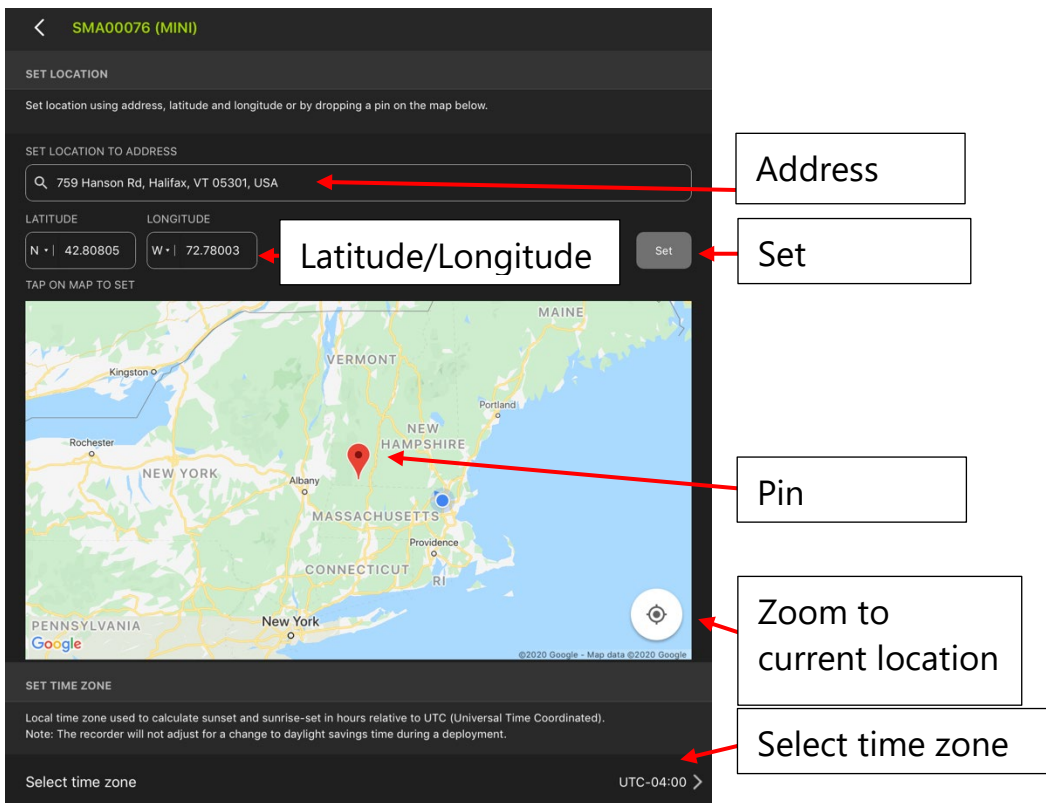 SMA00076 (MINI)
SET LOCATION
Set location using address, latitude and longitude or by dropping a pin on the map below.
SET LOCATION TO ADDRESS
759 Hanson Rd, Halifax, VT 05301, USA
Address
LATITUDE LONGITUDE
N 42.80805 W 72.78003
Latitude/Longitude
Set
Set
TAP ON MAP TO SET
MAINE
VERMONT
Kingston
Portland
NEW
HAMPSHIRE
Rochester
NEW YORK
Albany
Pin
MASSACHUSETTS
Providence
CONNECTICUT
RI
PENNSYLVANIA
New York
Google
©2020 Google - Map data ©2020 Google
Zoom to
current location
SET TIME ZONE
Local time zone used to calculate sunset and sunrise-set in hours relative to UTC (Universal Time Coordinated).
Note: The recorder will not adjust for a change to daylight savings time during a deployment.
Select time zone
Select time zone UTC-04:00